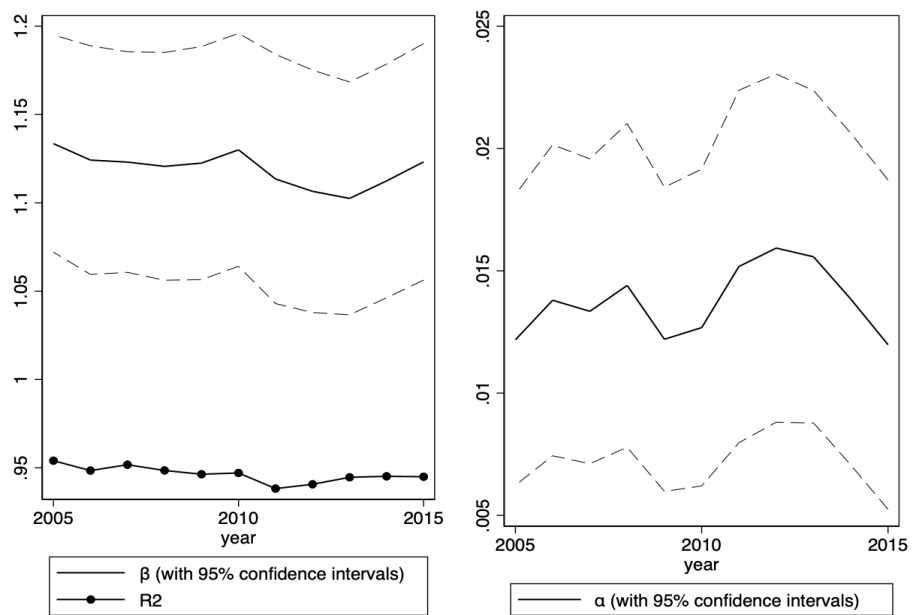 1.2
1.15
1.1
1.05
1
.95
2005 2010 2015
year
β (with 95% confidence intervals)
R2
.025
.02
.015
.01
.005
2005 2010 2015
year
α (with 95% confidence intervals)